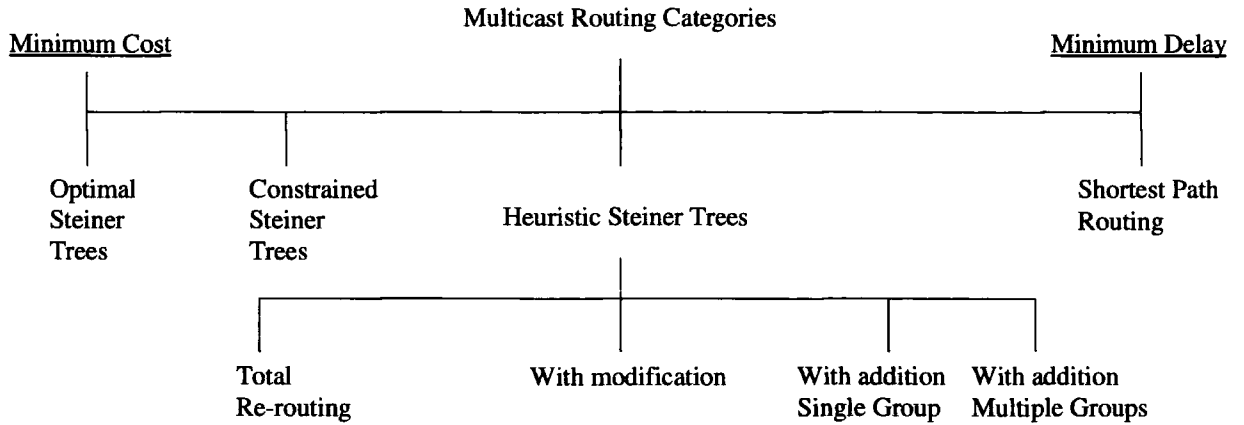 Multicast Routing Categories
Minimum Cost
Minimum Delay
Optimal
Steiner
Trees
Constrained
Steiner
Trees
Heuristic Steiner Trees
Shortest Path
Routing
Total
Re-routing
With modification
With addition
Single Group
With addition
Multiple Groups